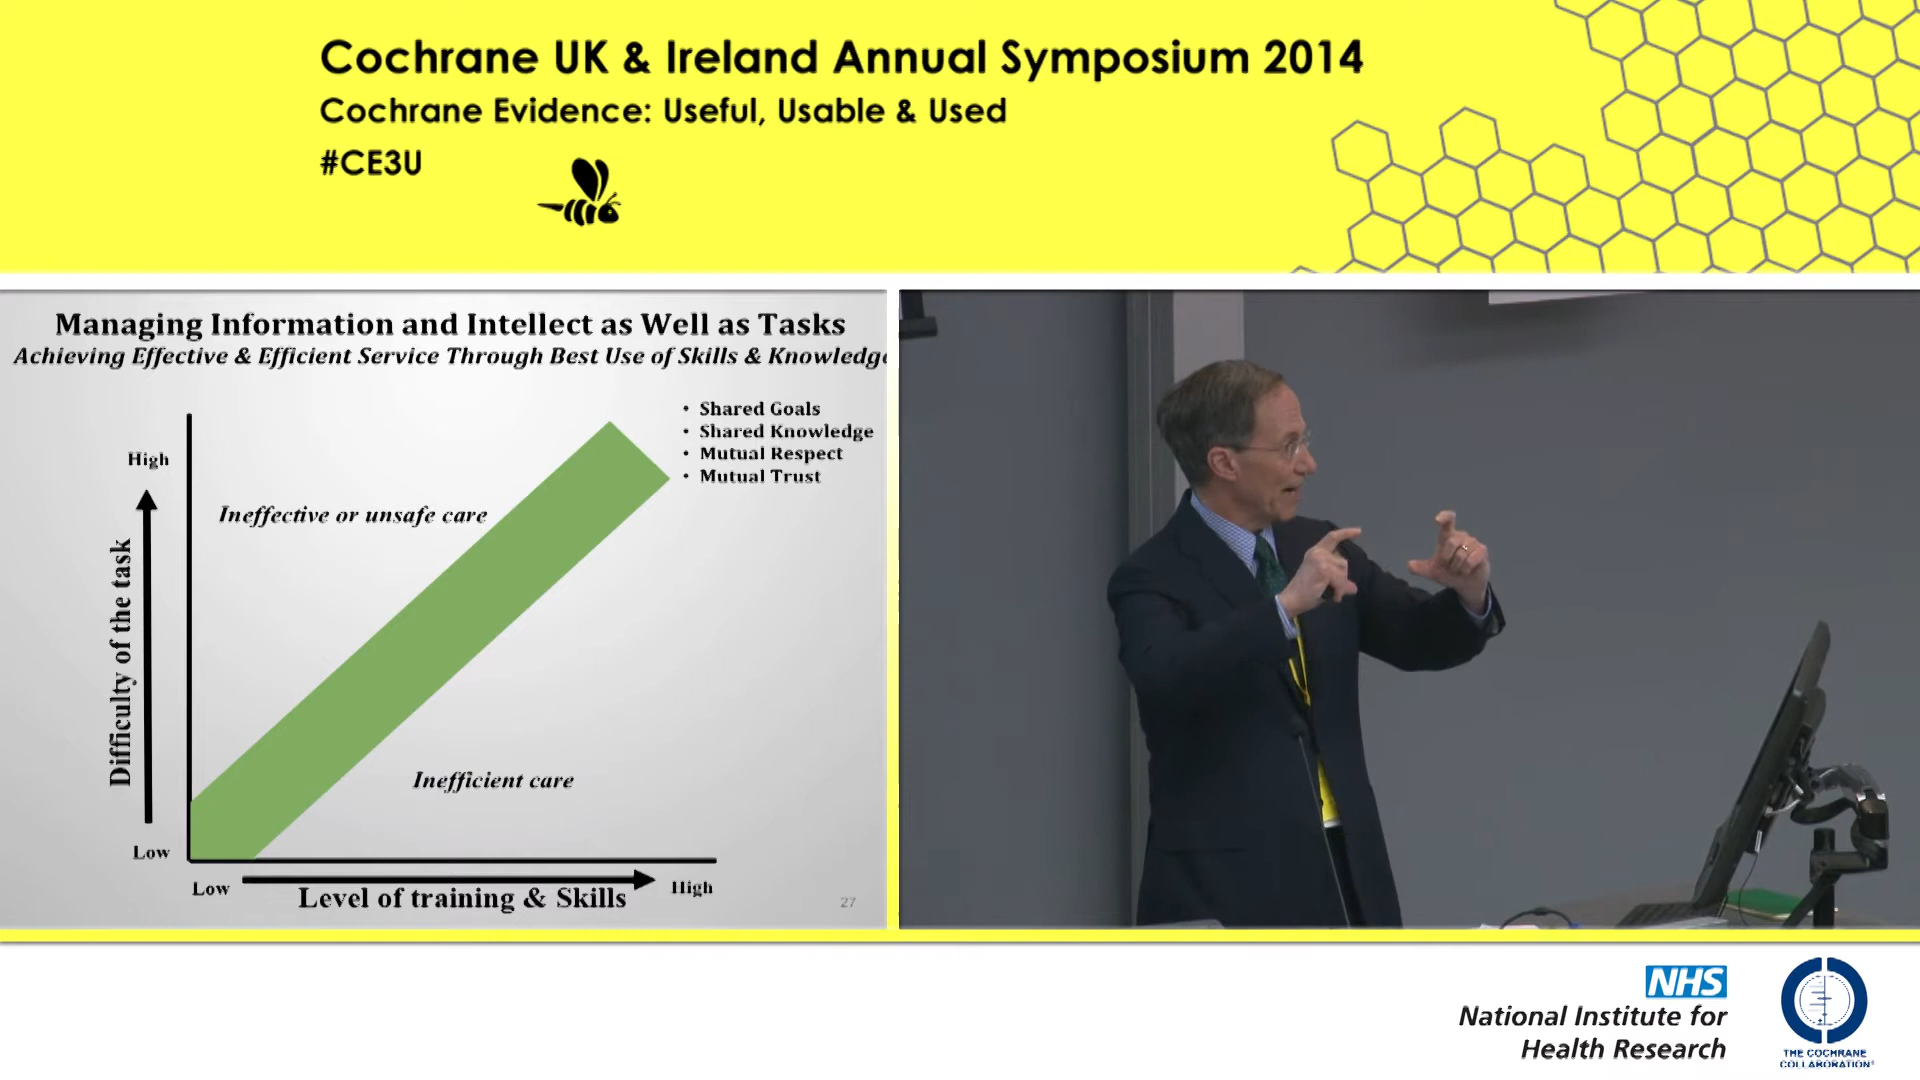 Cochrane UK & Ireland Annual Symposium 2014
Cochrane Evidence: Useful, Usable & Used
#CE3U
Managing Information and Intellect as Well as Tasks
Achieving Effective & Efficient Service Through Best Use of Skills & Knowledge
• Shared Goals
• Shared Knowledge
• Mutual Respect
• Mutual Trust
High
Ineffective or unsafe care
Difficulty of the task
Inefficient care
Low
Low
Level of training & Skills
High
27
NHS
National Institute for
Health Research
THE COCHRANE
COLLABORATION®